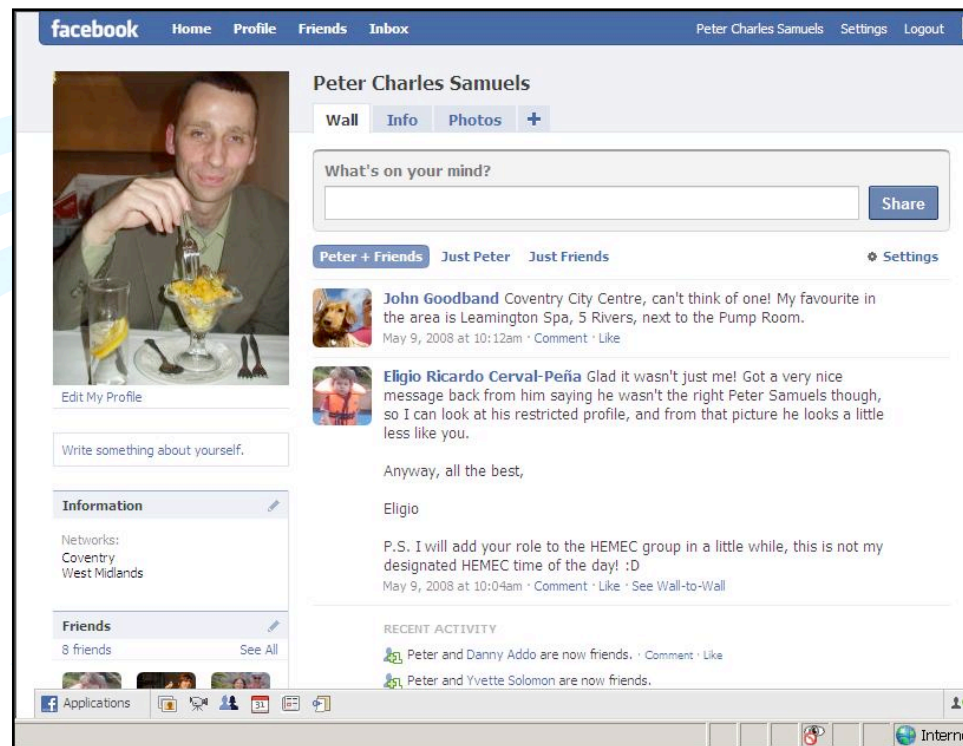 facebook Home Profile Friends Inbox Peter Charles Samuels Settings Logout
Peter Charles Samuels
Wall Info Photos +
What's on your mind?
Share
Peter + Friends Just Peter Just Friends Settings
John Goodband Coventry City Centre, can't think of one! My favourite in
the area is Leamington Spa, 5 Rivers, next to the Pump Room.
May 9, 2008 at 10:12am · Comment · Like
Eligio Ricardo Cerval-Peña Glad it wasn't just me! Got a very nice
message back from him saying he wasn't the right Peter Samuels though,
so I can look at his restricted profile, and from that picture he looks a little
less like you.
Anyway, all the best,
Eligio
P.S. I will add your role to the HEMEC group in a little while, this is not my
designated HEMEC time of the day! :D
May 9, 2008 at 10:04am · Comment · Like · See Wall-to-Wall
RECENT ACTIVITY
Peter and Danny Addo are now friends. · Comment · Like
Peter and Yvette Solomon are now friends.
Edit My Profile
Write something about yourself.
Information
Networks:
Coventry
West Midlands
Friends
8 friends See All
Applications 31
Intern